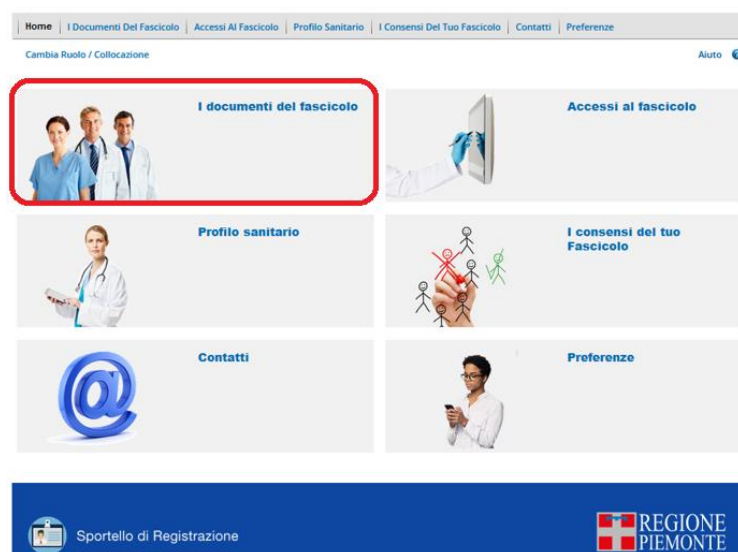 Home | I Documenti Del Fascicolo | Accessi Al Fascicolo | Profilo Sanitario | I Consensi Del Tuo Fascicolo | Contatti | Preferenze
Cambia Ruolo / Collocazione
Aiuto
I documenti del fascicolo
Accessi al fascicolo
Profilo sanitario
I consensi del tuo
Fascicolo
Contatti
Preferenze
Sportello di Registrazione
REGIONE
PIEMONTE